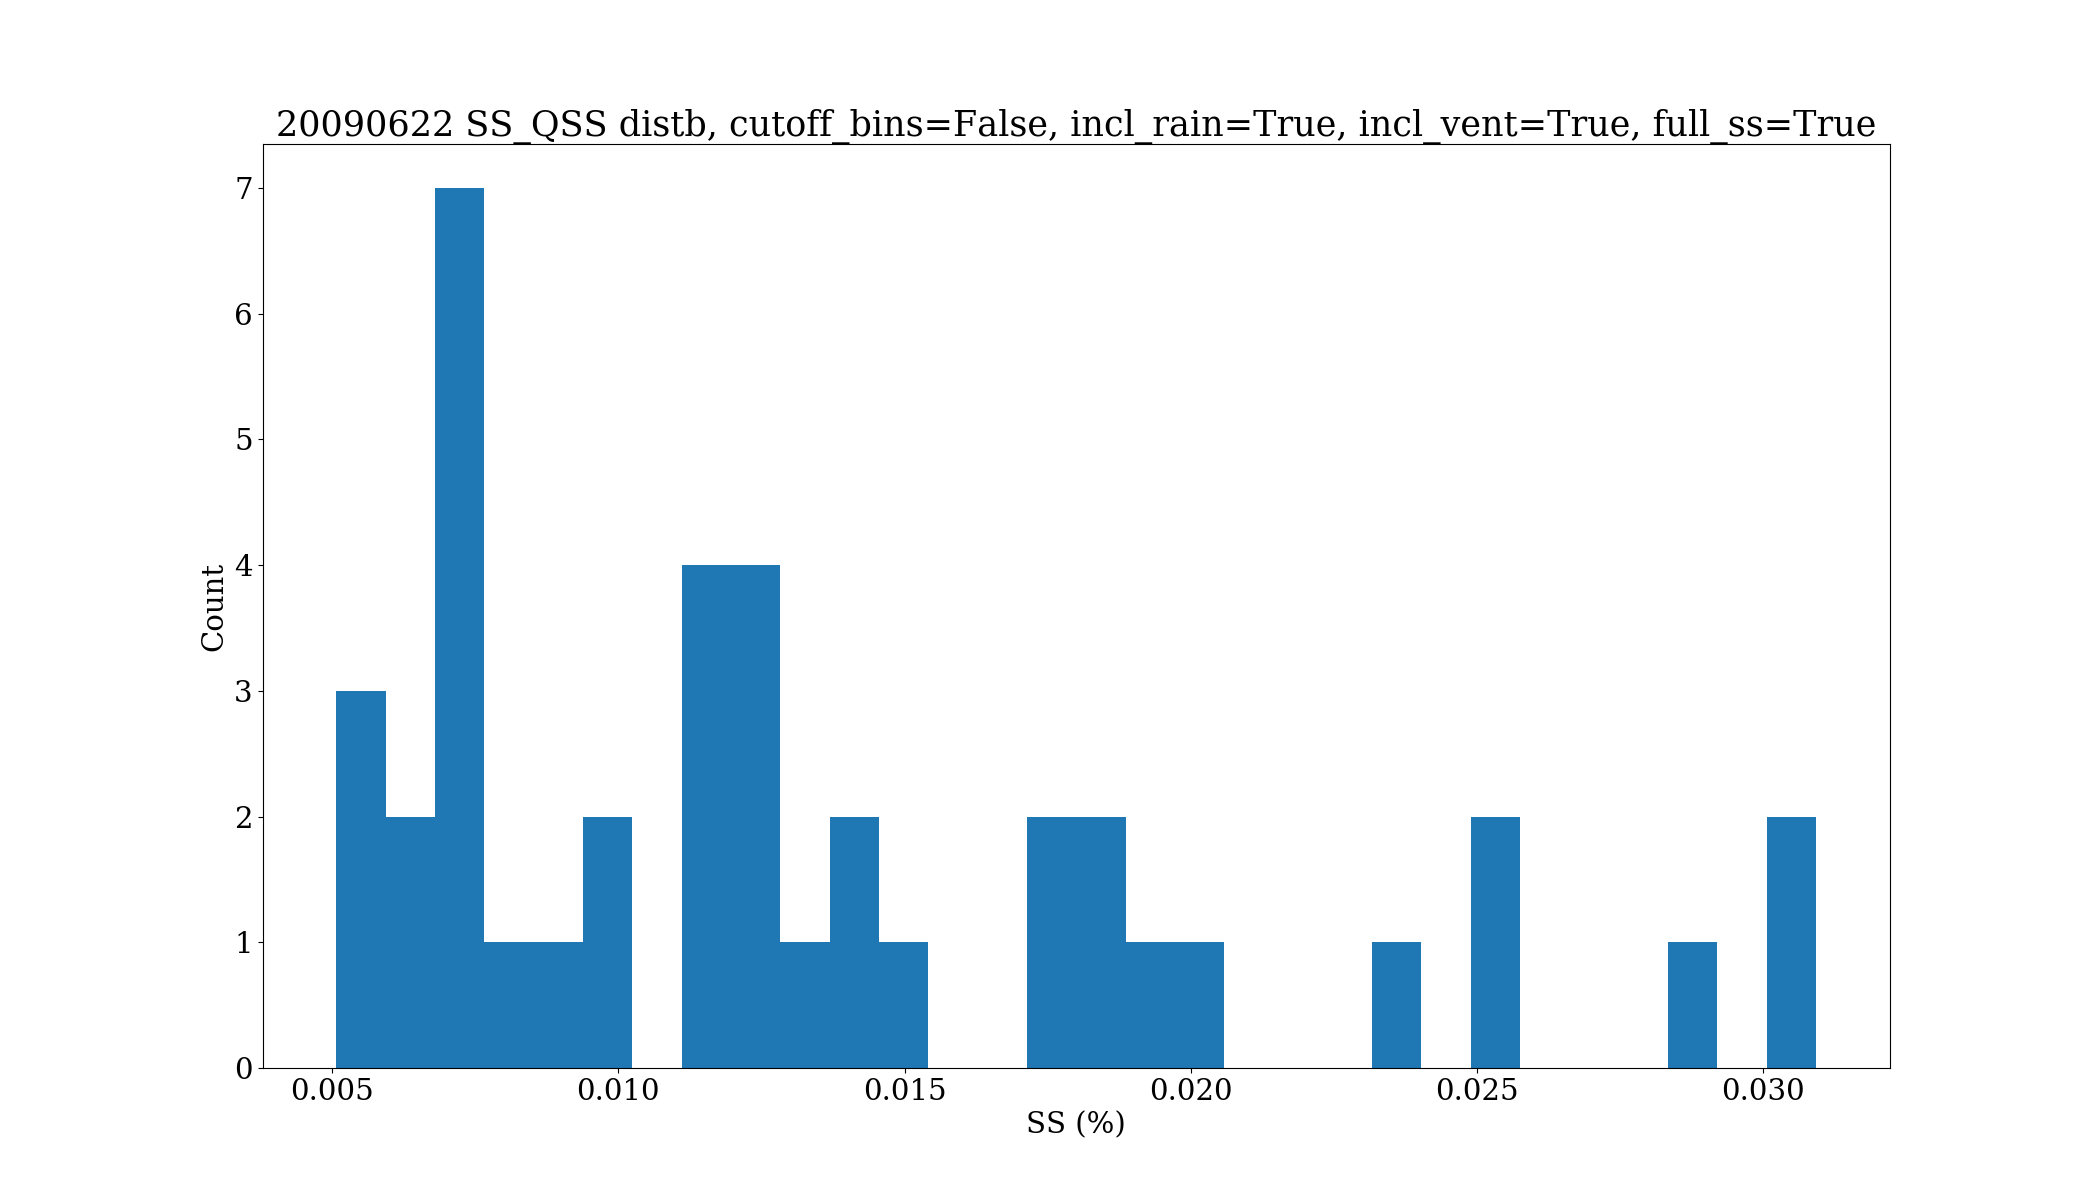 20090622 SS_QSS distb, cutoff_bins=False, incl_rain=True, incl_vent=True, full_ss=True
7
6
5
4
3
2
1
0
Count
0.005 0.010 0.015 0.020 0.025 0.030
SS (%)